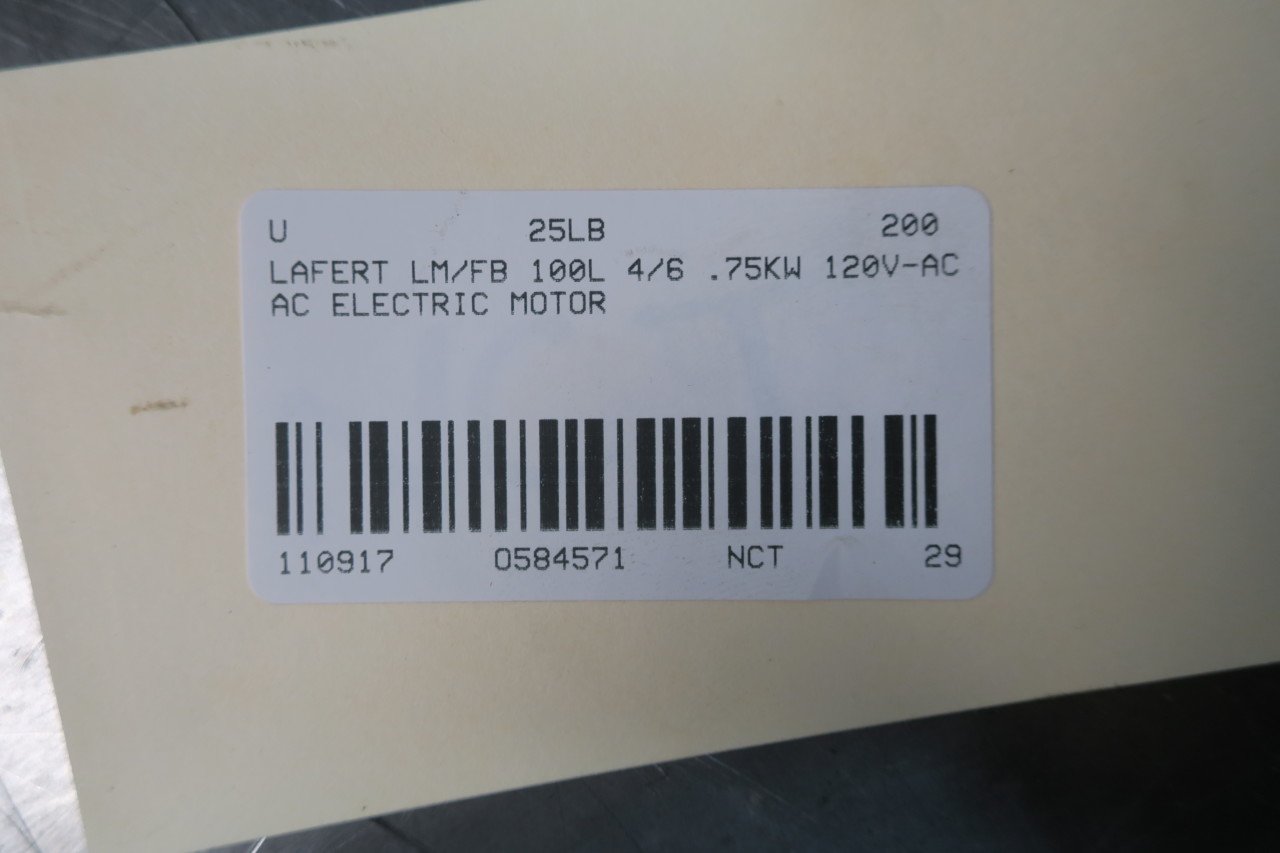 U 25LB 200
LAFERT LM/FB 100L 4/6 .75KW 120V-AC
AC ELECTRIC MOTOR
110917 0584571 NCT 29